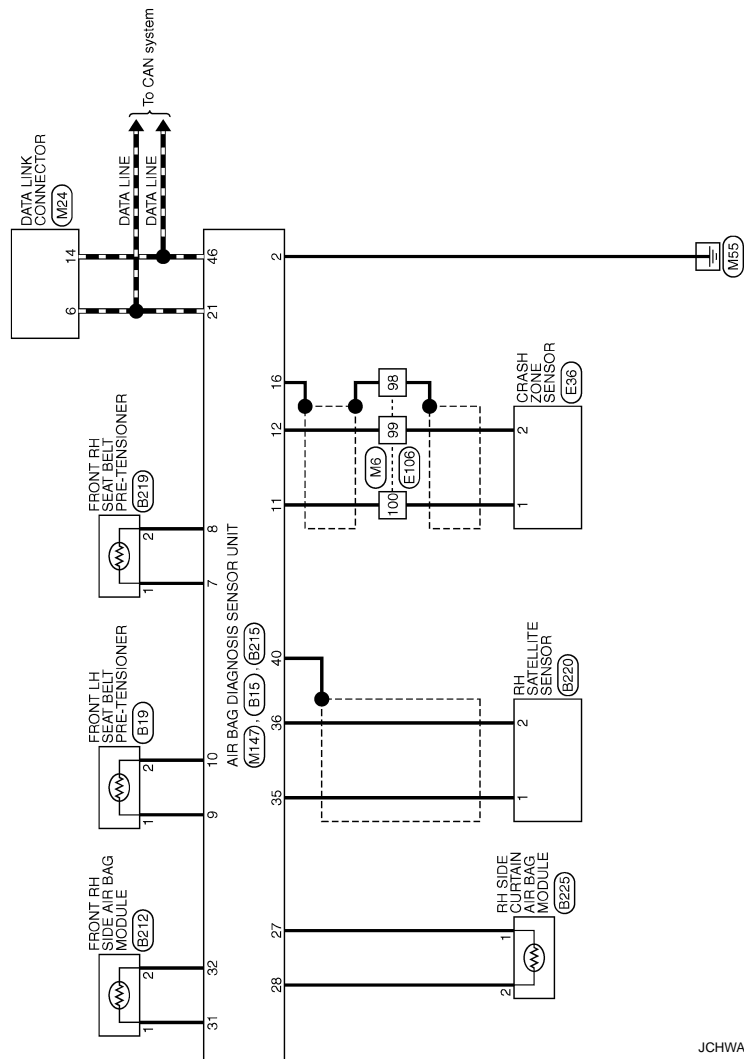 DATA LINK
CONNECTOR
M24
14
6
DATA LINE
DATA LINE
To CAN system
46
21
2
M55
FRONT RH
SEAT BELT
PRE-TENSIONER
B219
2
1
8
7
FRONT LH
SEAT BELT
PRE-TENSIONER
B19
2
1
10
9
FRONT RH
SIDE AIR BAG
MODULE
B212
2
1
32
31
AIR BAG DIAGNOSIS SENSOR UNIT
M147 , B15 , B215
16
12
11
98
99
100
M6
E106
CRASH
ZONE
SENSOR
E36
2
1
40
36
35
RH
SATELLITE
SENSOR
B220
2
1
27
28
RH SIDE
CURTAIN
AIR BAG
MODULE
B225
1
2
JCHWA